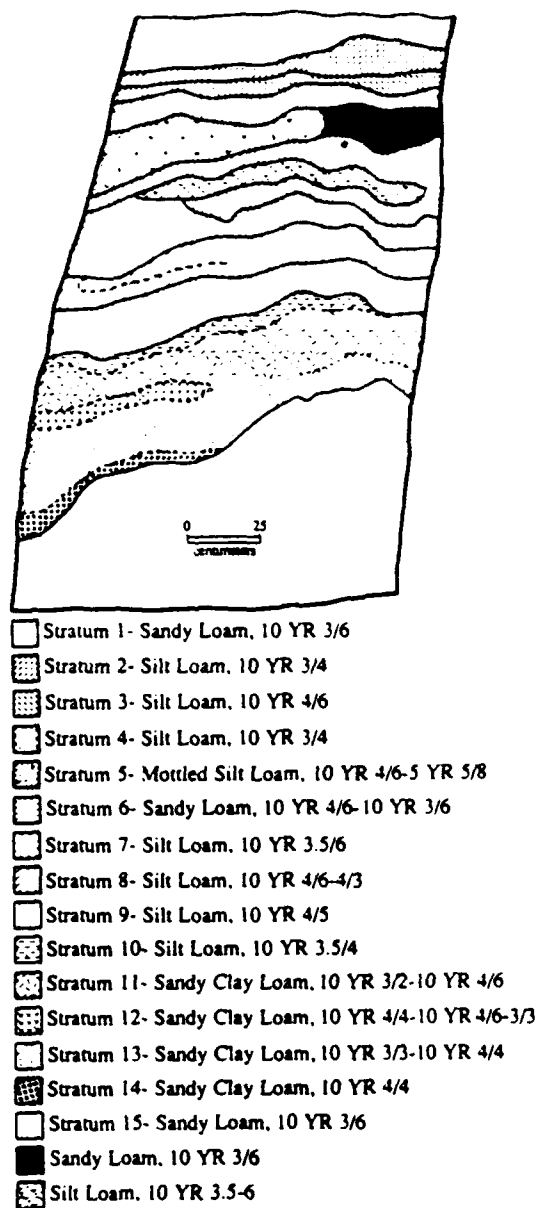 0 25
centimeters
Stratum 1- Sandy Loam, 10 YR 3/6
Stratum 2- Silt Loam, 10 YR 3/4
Stratum 3- Silt Loam, 10 YR 4/6
Stratum 4- Silt Loam, 10 YR 3/4
Stratum 5- Mottled Silt Loam, 10 YR 4/6-5 YR 5/8
Stratum 6- Sandy Loam, 10 YR 4/6-10 YR 3/6
Stratum 7- Silt Loam, 10 YR 3.5/6
Stratum 8- Silt Loam, 10 YR 4/6-4/3
Stratum 9- Silt Loam, 10 YR 4/5
Stratum 10- Silt Loam, 10 YR 3.5/4
Stratum 11- Sandy Clay Loam, 10 YR 3/2-10 YR 4/6
Stratum 12- Sandy Clay Loam, 10 YR 4/4-10 YR 4/6-3/3
Stratum 13- Sandy Clay Loam, 10 YR 3/3-10 YR 4/4
Stratum 14- Sandy Clay Loam, 10 YR 4/4
Stratum 15- Sandy Loam, 10 YR 3/6
Sandy Loam, 10 YR 3/6
Silt Loam, 10 YR 3.5-6